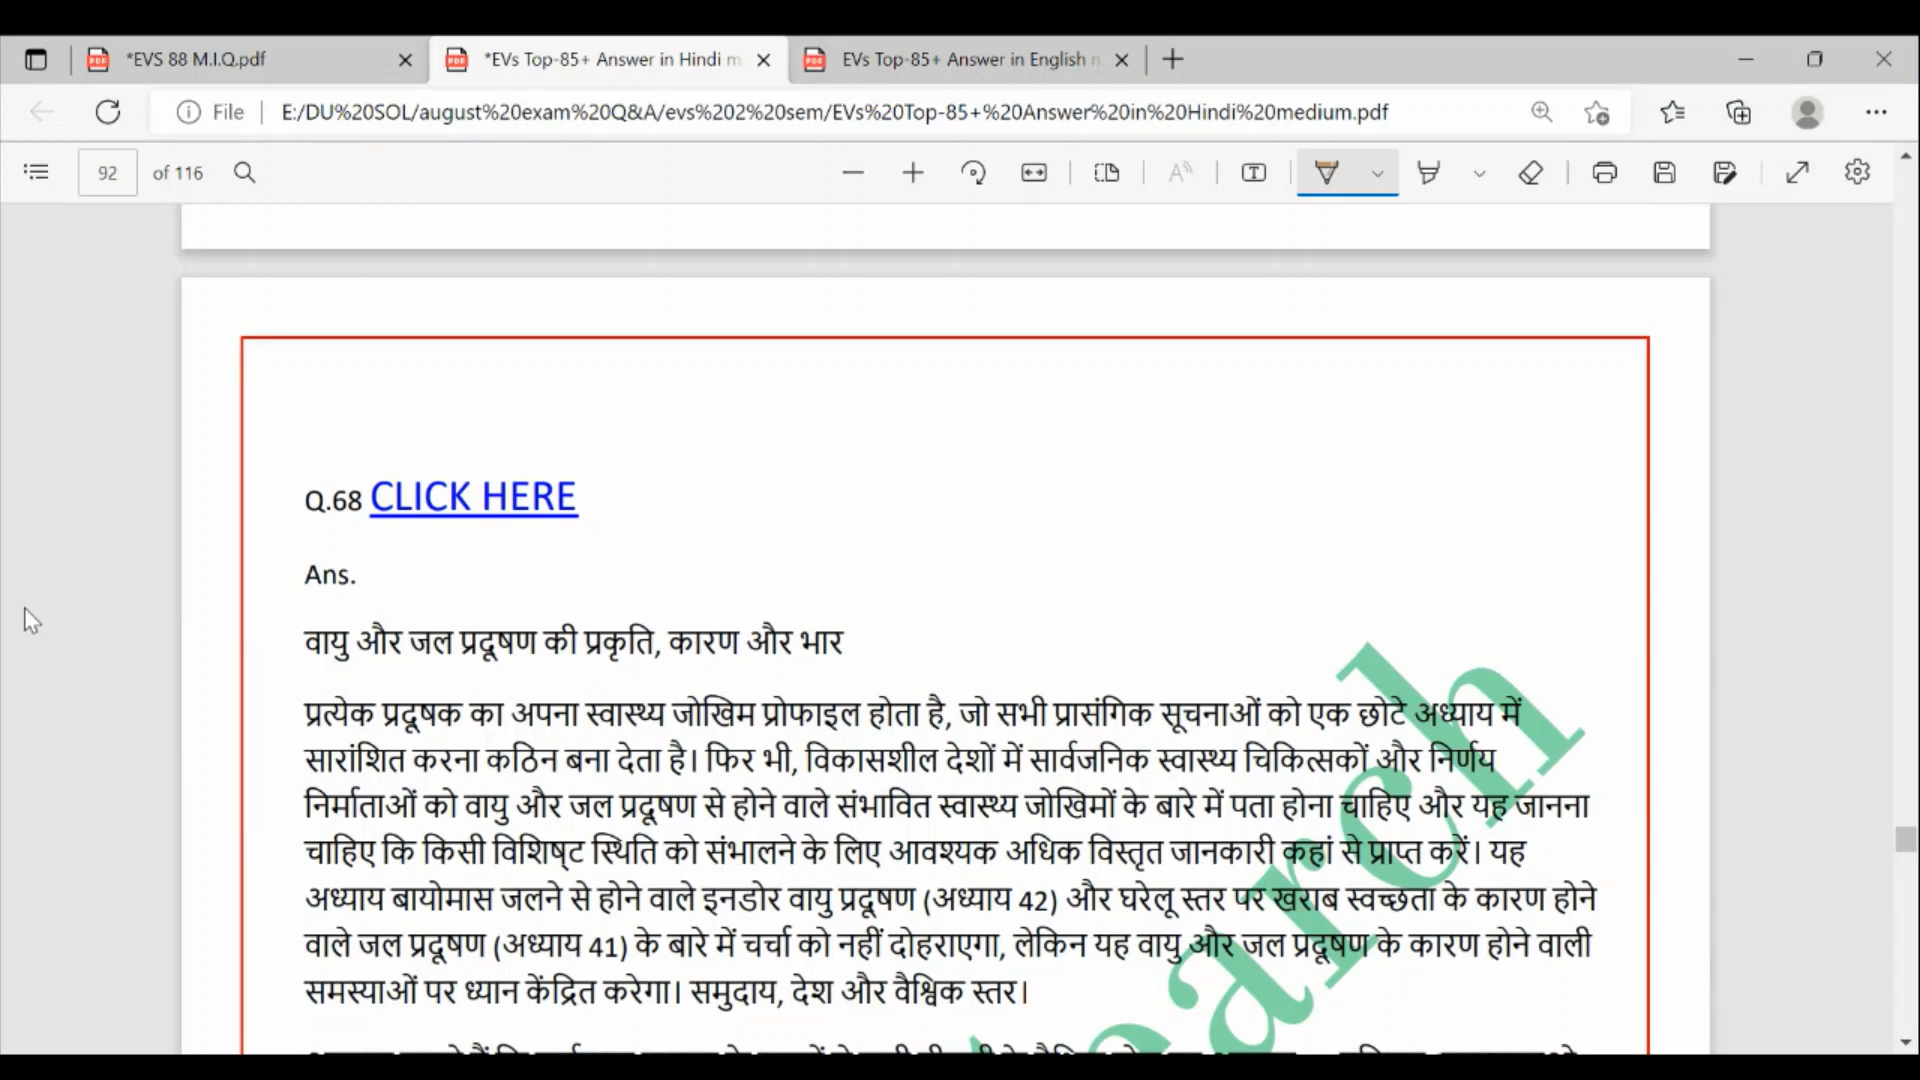 *EVS 88 M.I.Q.pdf
*EVs Top-85+ Answer in Hindi m
EVs Top-85+ Answer in English
File
E:/DU%20SOL/august%20exam%20Q&A/evs%202%20sem/EVs%20Top-85+%20Answer%20in%20Hindi%20medium.pdf
92 of 116
Q.68 CLICK HERE
Ans.
वायु और जल प्रदूषण की प्रकृति, कारण और भार
प्रत्येक प्रदूषक का अपना स्वास्थ्य जोखिम प्रोफाइल होता है, जो सभी प्रासंगिक सूचनाओं को एक छोटे अध्याय में
सारांशित करना कठिन बना देता है। फिर भी, विकासशील देशों में सार्वजनिक स्वास्थ्य चिकित्सकों और निर्णय
निर्माताओं को वायु और जल प्रदूषण से होने वाले संभावित स्वास्थ्य जोखिमों के बारे में पता होना चाहिए और यह जानना
चाहिए कि किसी विशिष्ट स्थिति को संभालने के लिए आवश्यक अधिक विस्तृत जानकारी कहां से प्राप्त करें। यह
अध्याय बायोमास जलने से होने वाले इनडोर वायु प्रदूषण (अध्याय 42) और घरेलू स्तर पर खराब स्वच्छता के कारण होने
वाले जल प्रदूषण (अध्याय 41) के बारे में चर्चा को नहीं दोहराएगा, लेकिन यह वायु और जल प्रदूषण के कारण होने वाली
समस्याओं पर ध्यान केंद्रित करेगा। समुदाय, देश और वैश्विक स्तर।
arch